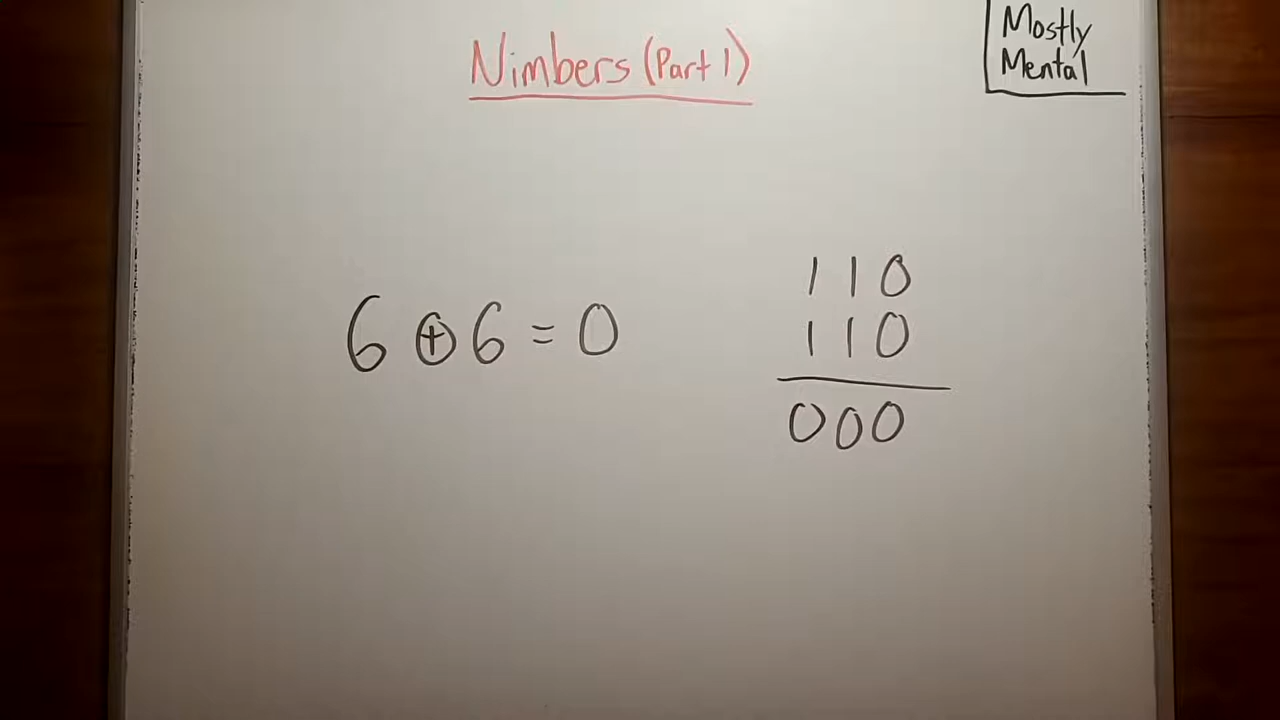 Nimbers (Part 1)
Mostly
Mental
6 ⊕ 6 = 0
110
110
000